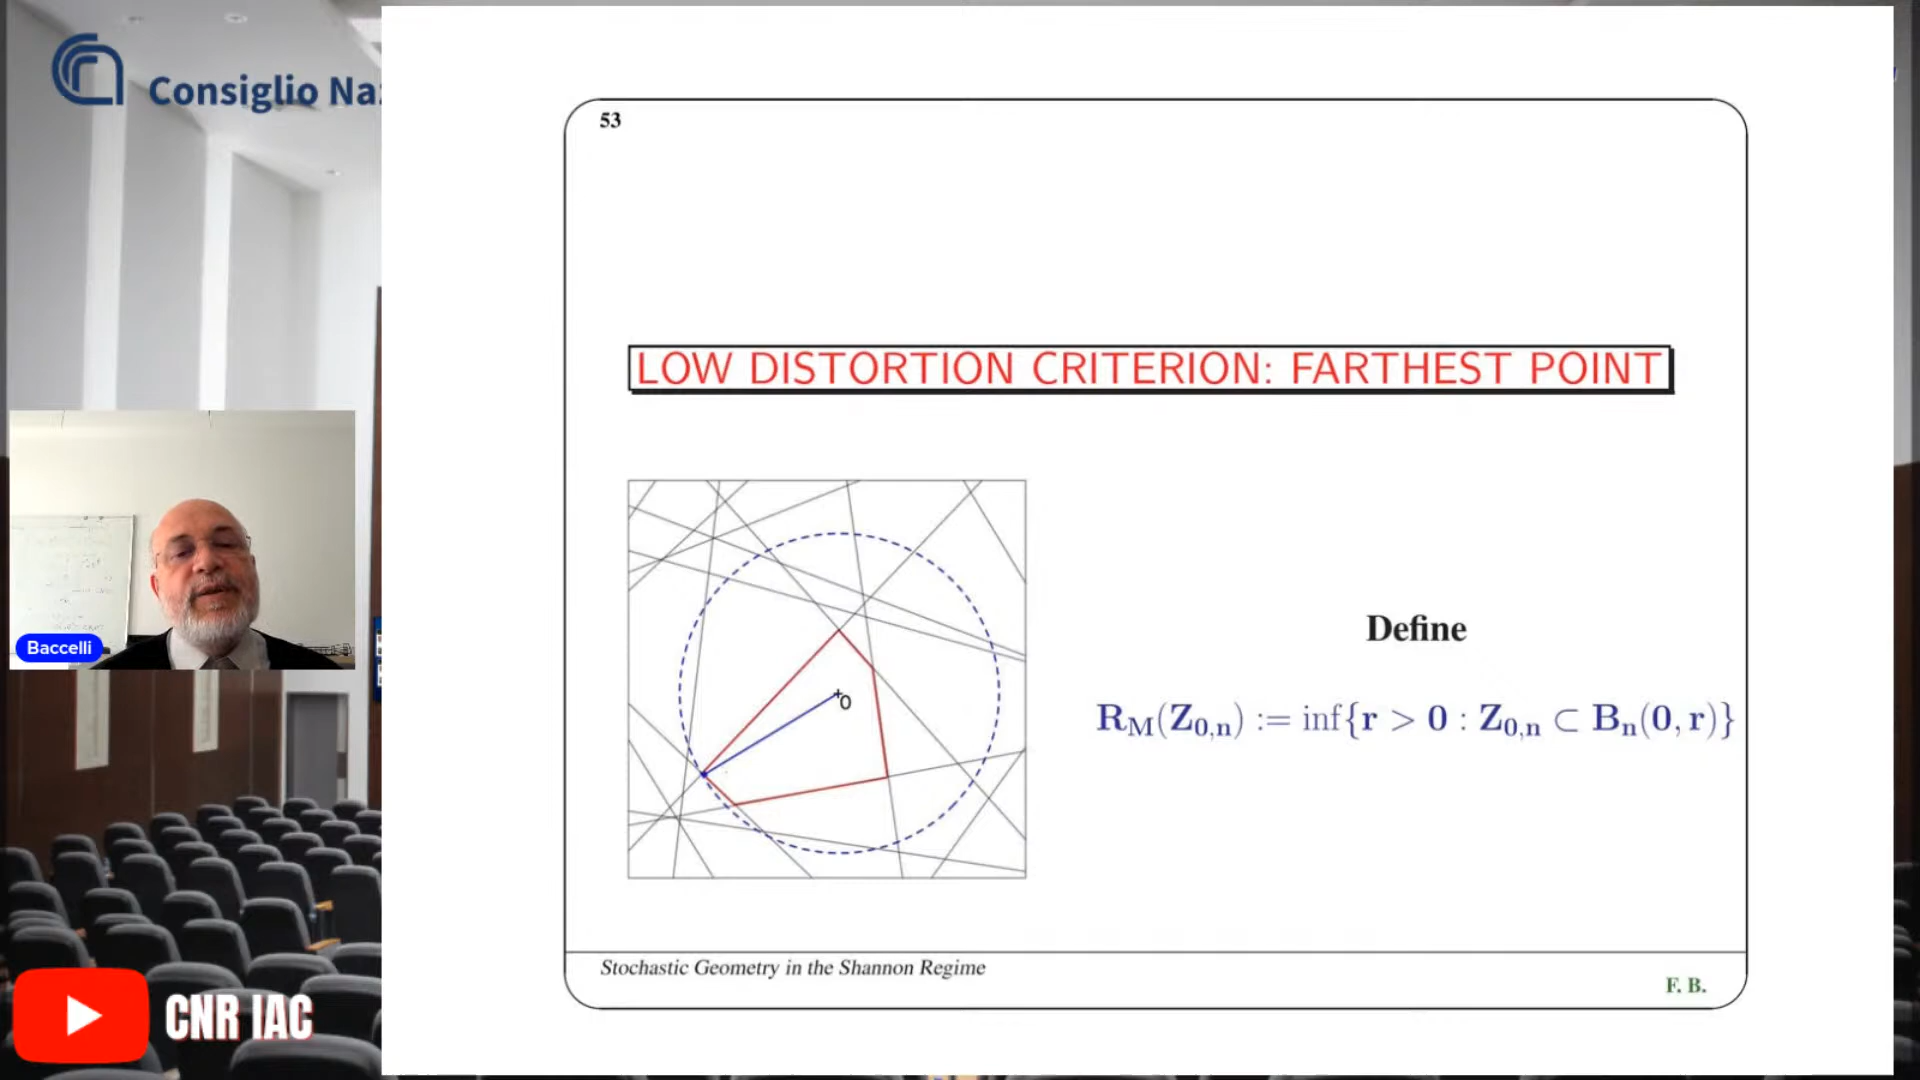 Consiglio Na
53
LOW DISTORTION CRITERION: FARTHEST POINT
0
Define
R_M(Z_{0,n}) := inf{r > 0 : Z_{0,n} ⊂ B_n(0, r)}
Baccelli
Stochastic Geometry in the Shannon Regime
F. B.
CNR IAC